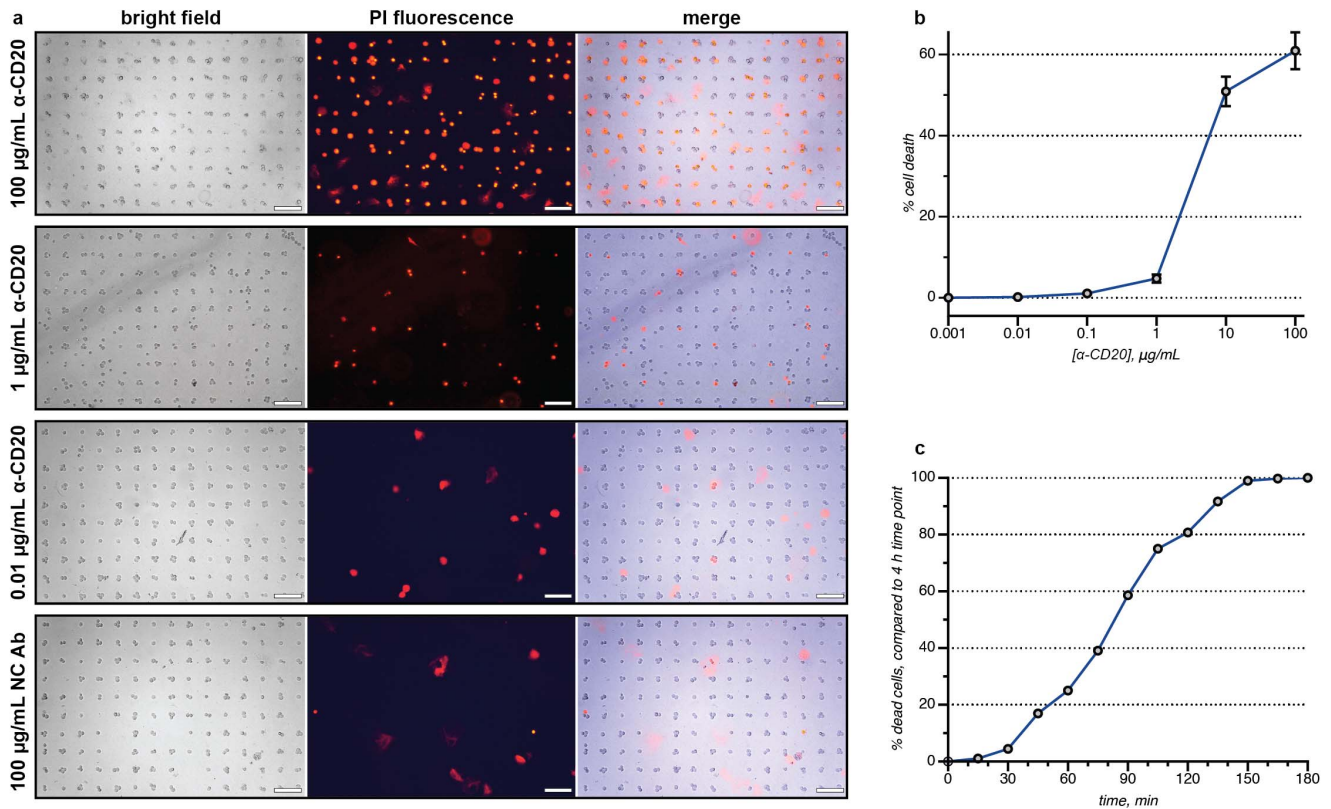 a
bright field
PI fluorescence
merge
100 µg/mL α-CD20
1 µg/mL α-CD20
0.01 µg/mL α-CD20
100 µg/mL NC Ab
b
60
40
20
0
% cell death
0.001
0.01
0.1
1
10
100
[α-CD20], µg/mL
c
100
80
60
40
20
0
% dead cells, compared to 4 h time point
0
30
60
90
120
150
180
time, min